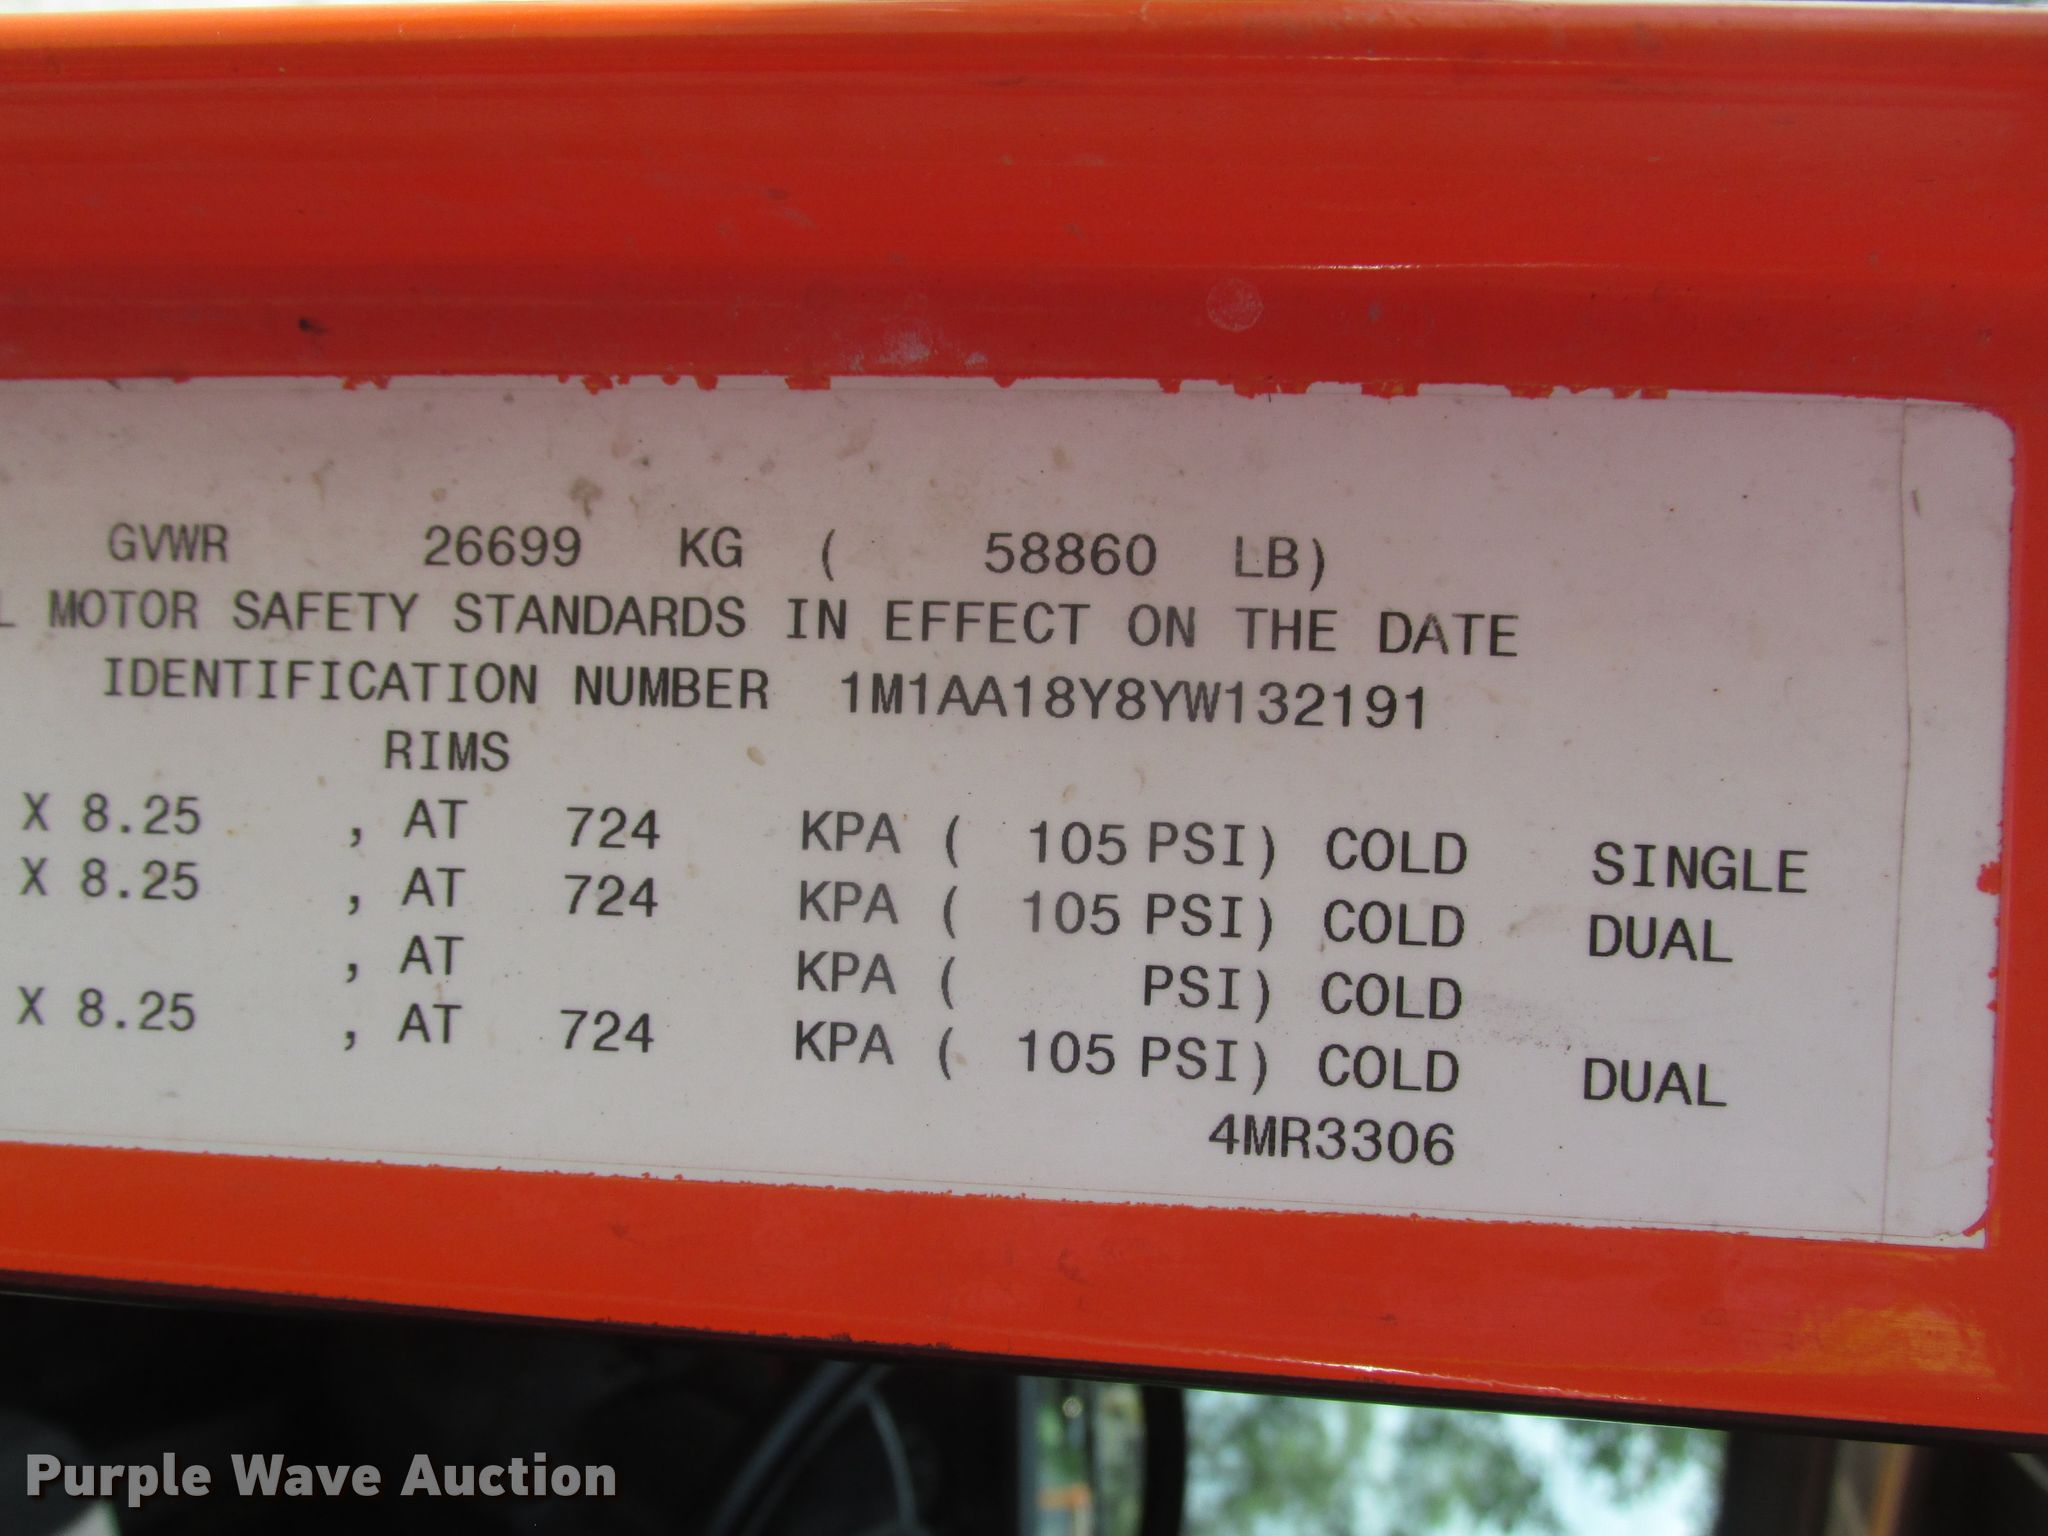 GVWR 26699 KG ( 58860 LB)
L MOTOR SAFETY STANDARDS IN EFFECT ON THE DATE
IDENTIFICATION NUMBER 1M1AA18Y8YW132191
RIMS
X 8.25 , AT 724 KPA ( 105 PSI) COLD SINGLE
X 8.25 , AT 724 KPA ( 105 PSI) COLD DUAL
, AT KPA ( PSI) COLD
X 8.25 , AT 724 KPA ( 105 PSI) COLD DUAL
4MR3306
Purple Wave Auction